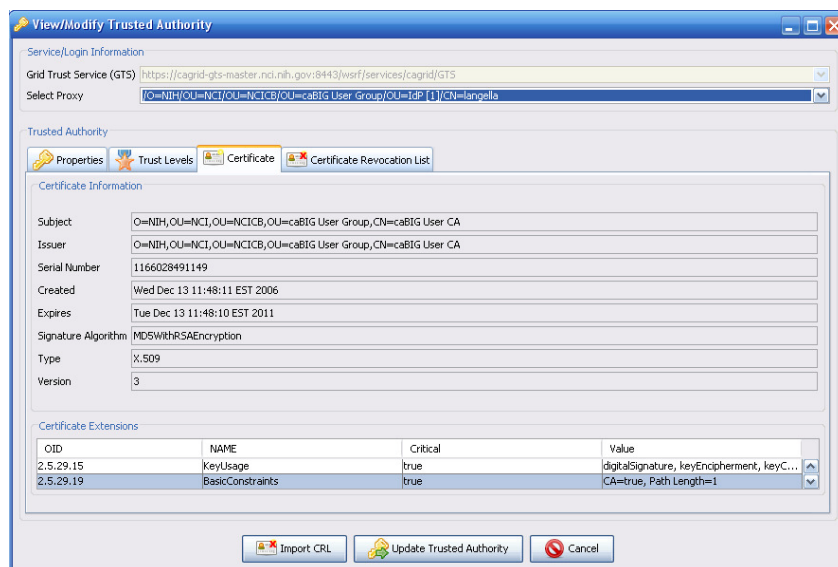 View/Modify Trusted Authority
Service/Login Information
Grid Trust Service (GTS) https://cagrid-gts-master.nci.nih.gov:8443/wsrf/services/cagrid/GTS
Select Proxy /O=NIH/OU=NCI/OU=NCICB/OU=caBIG User Group/OU=IdP [1]/CN=langella
Trusted Authority
Properties Trust Levels Certificate Certificate Revocation List
Certificate Information
Subject O=NIH,OU=NCI,OU=NCICB,OU=caBIG User Group,CN=caBIG User CA
Issuer O=NIH,OU=NCI,OU=NCICB,OU=caBIG User Group,CN=caBIG User CA
Serial Number 1166028491149
Created Wed Dec 13 11:48:11 EST 2006
Expires Tue Dec 13 11:48:10 EST 2011
Signature Algorithm MD5WithRSAEncryption
Type X.509
Version 3
Certificate Extensions
OID NAME Critical Value
2.5.29.15 KeyUsage true digitalSignature, keyEncipherment, keyC...
2.5.29.19 BasicConstraints true CA=true, Path Length=1
Import CRL Update Trusted Authority Cancel